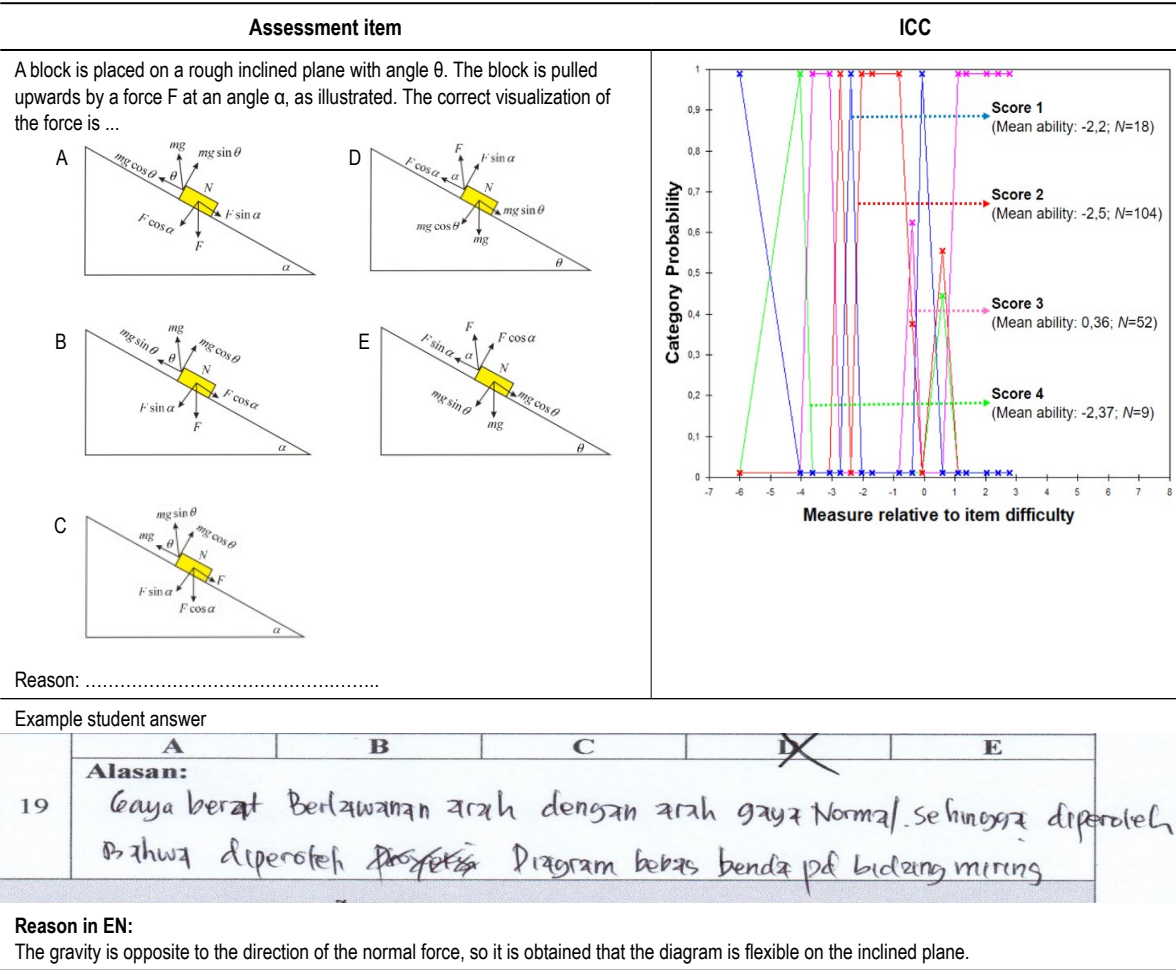 Assessment item
ICC
A block is placed on a rough inclined plane with angle θ. The block is pulled
upwards by a force F at an angle α, as illustrated. The correct visualization of
the force is ...
A
mg
mg sin θ
mg cos θ
θ
N
F sin α
F cos α
F
α
D
F
F sin α
F cos α
α
N
mg sin θ
mg cos θ
mg
θ
B
mg
mg cos θ
mg sin θ
θ
N
F cos α
F sin α
F
α
E
F
F cos α
F sin α
α
N
mg cos θ
mg sin θ
mg
θ
C
mg sin θ
mg cos θ
mg
θ
N
F
F sin α
F cos α
α
Reason: ……………………………………….……..
Category Probability
1
0,9
0,8
0,7
0,6
0,5
0,4
0,3
0,2
0,1
0
-7 -6 -5 -4 -3 -2 -1 0 1 2 3 4 5 6 7 8
Measure relative to item difficulty
Score 1
(Mean ability: -2,2; N=18)
Score 2
(Mean ability: -2,5; N=104)
Score 3
(Mean ability: 0,36; N=52)
Score 4
(Mean ability: -2,37; N=9)
Example student answer
A B C D E
Alasan:
19
Gaya berat Berlawanan arah dengan arah gaya Normal. sehingga diperoleh
Bahwa diperoleh Diagram bebas benda pd bidang miring
Reason in EN:
The gravity is opposite to the direction of the normal force, so it is obtained that the diagram is flexible on the inclined plane.